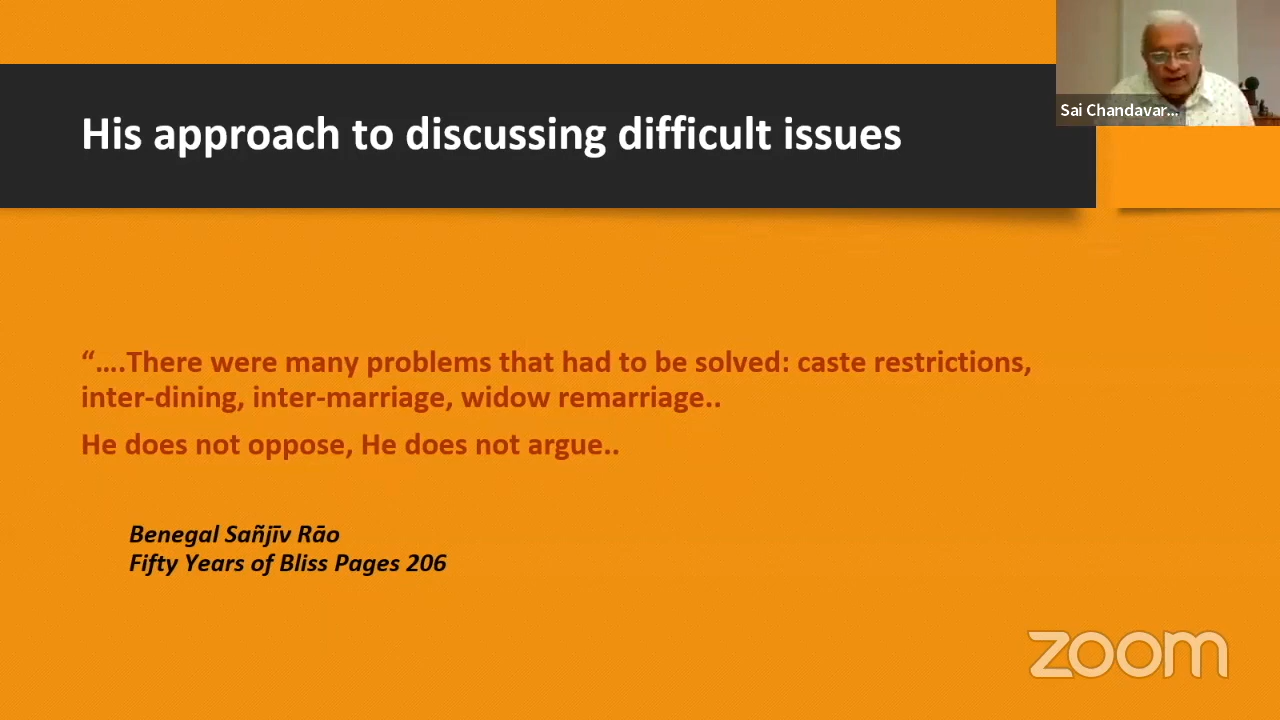 His approach to discussing difficult issues
Sai Chandavar...
“....There were many problems that had to be solved: caste restrictions,
inter-dining, inter-marriage, widow remarriage..
He does not oppose, He does not argue..
Benegal Sañjīv Rāo
Fifty Years of Bliss Pages 206
zoom